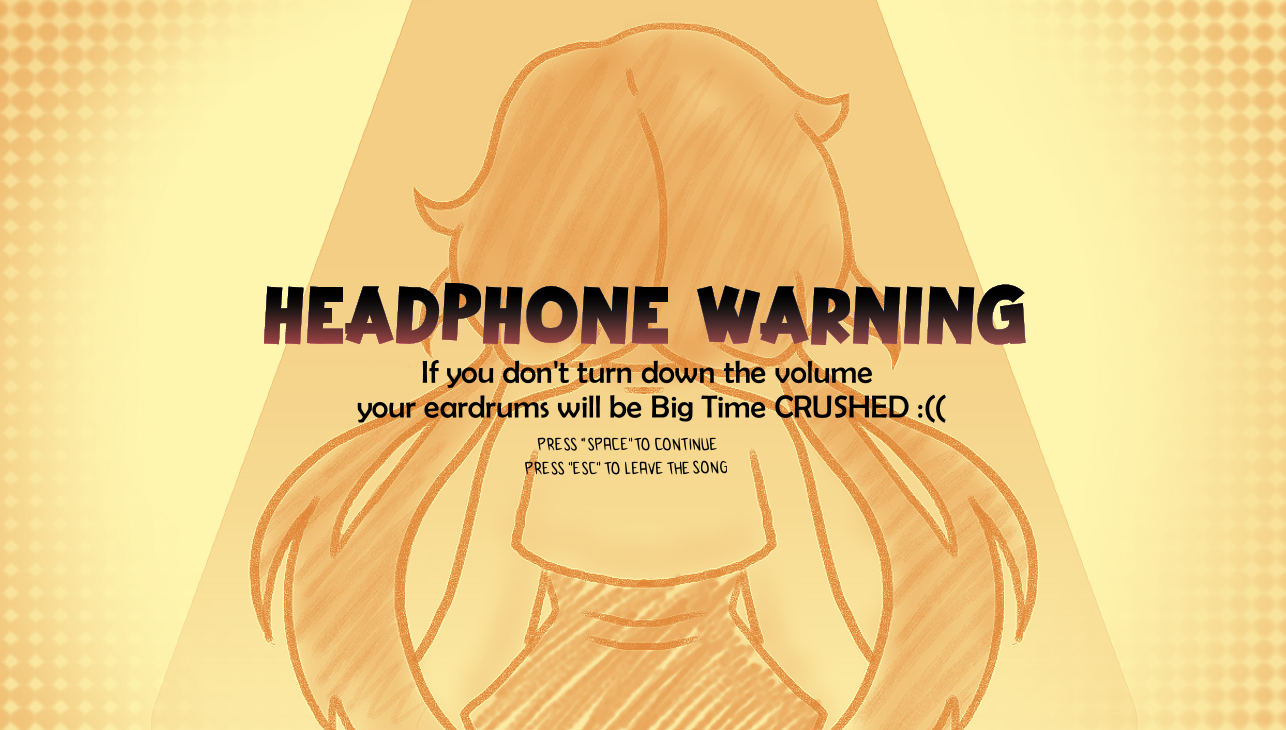 HEADPHONE WARNING
If you don't turn down the volume
your eardrums will be Big Time CRUSHED :((
PRESS "SPACE" TO CONTINUE
PRESS "ESC" TO LEAVE THE SONG